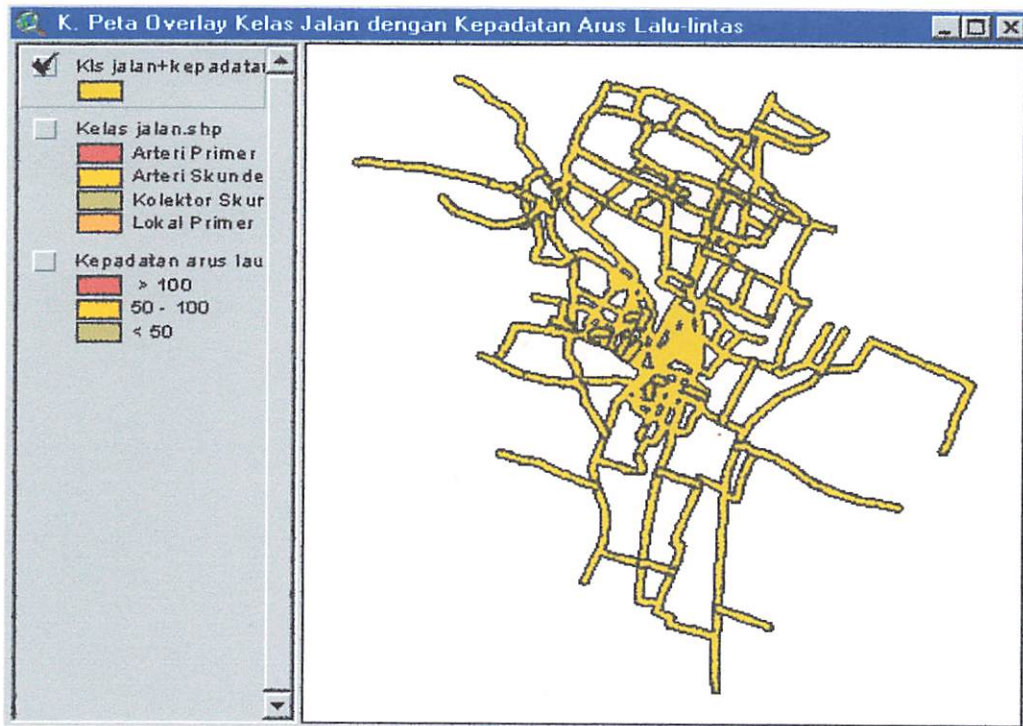 K. Peta Overlay Kelas Jalan dengan Kepadatan Arus Lalu-lintas
Kls jalan+kepadatan
Kelas jalan.shp
Arteri Primer
Arteri Skunde
Kolektor Skur
Lokal Primer
Kepadatan arus lau
> 100
50 - 100
< 50